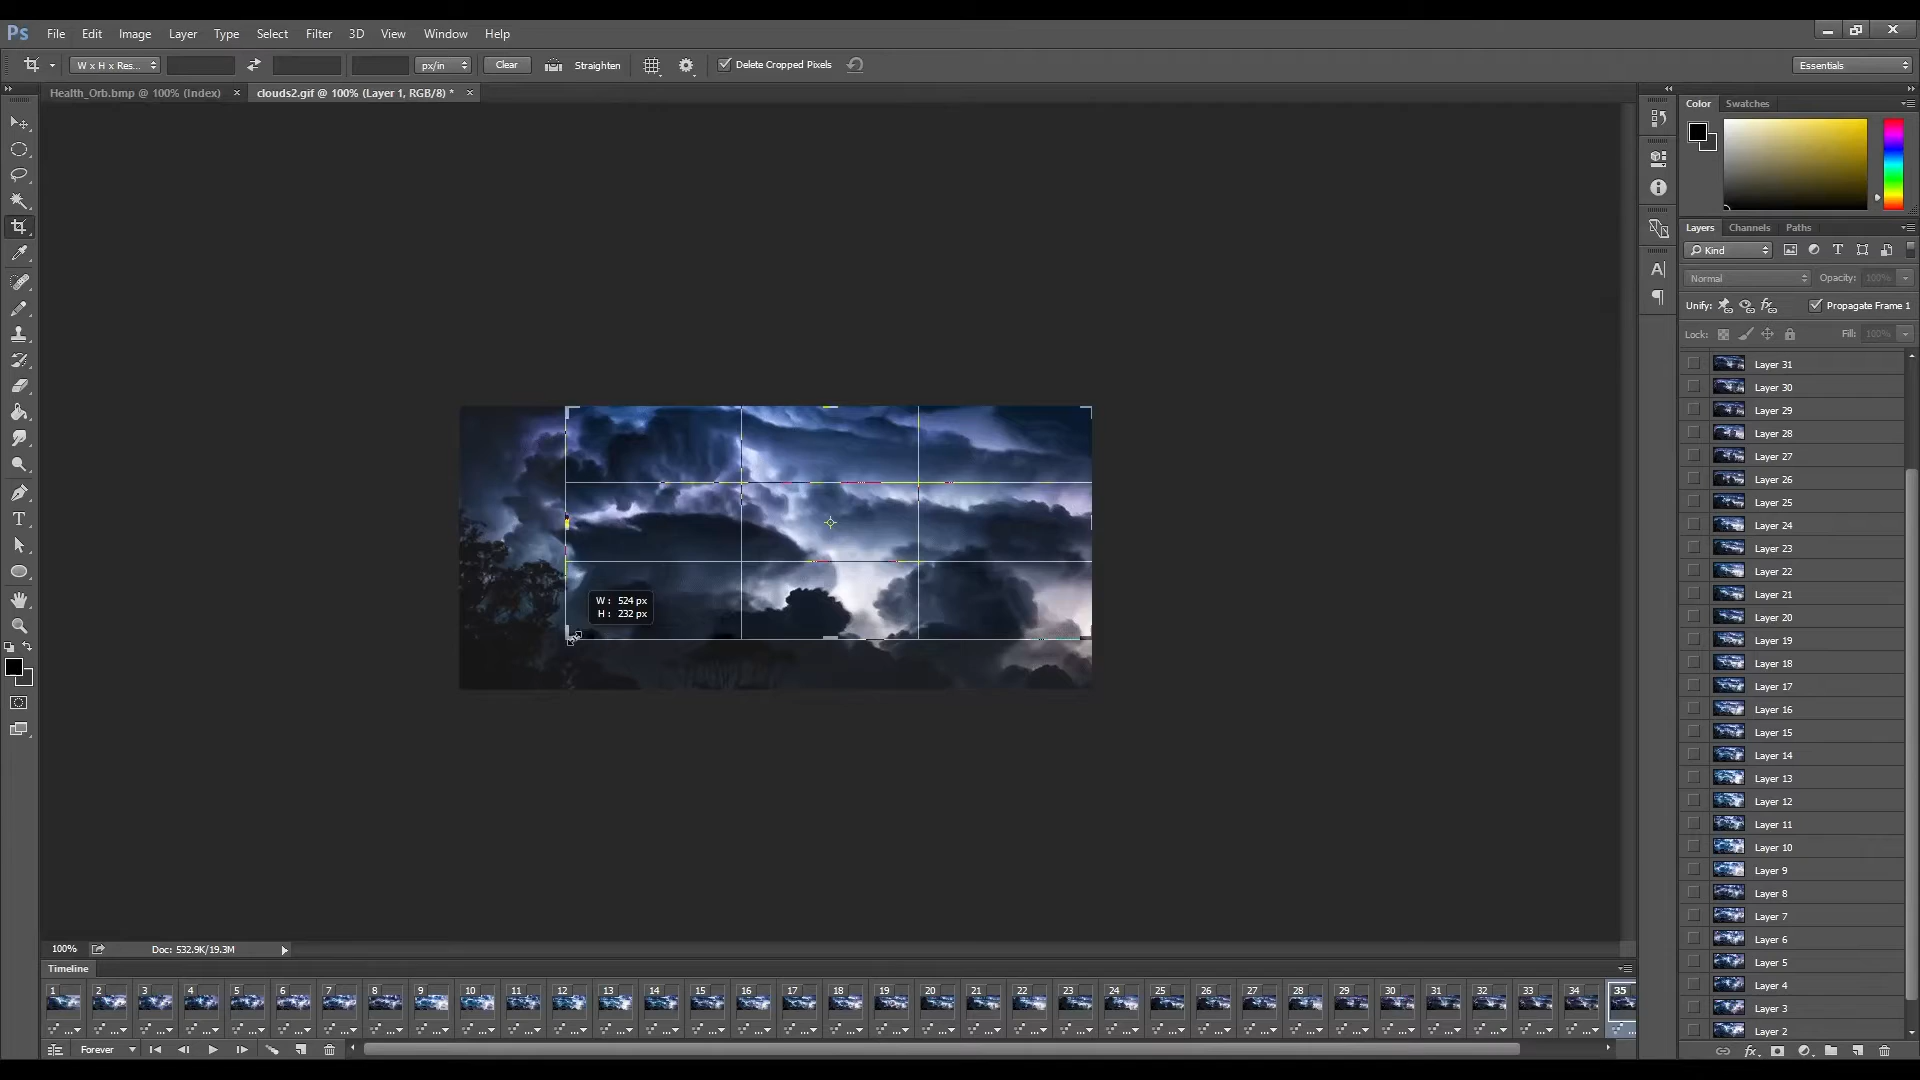 Ps File Edit Image Layer Type Select Filter 3D View Window Help
W x H x Res... px/in Clear Straighten Delete Cropped Pixels Essentials
Health_Orb.bmp @ 100% (Index) × clouds2.gif @ 100% (Layer 1, RGB/8) * ×
Color Swatches
Layers Channels Paths
Kind
Normal Opacity: 100%
Unify: Propagate Frame 1
Lock: Fill: 100%
Layer 31
Layer 30
Layer 29
Layer 28
Layer 27
Layer 26
Layer 25
Layer 24
Layer 23
Layer 22
Layer 21
Layer 20
Layer 19
Layer 18
Layer 17
Layer 16
Layer 15
Layer 14
Layer 13
Layer 12
Layer 11
Layer 10
Layer 9
Layer 8
Layer 7
Layer 6
Layer 5
Layer 4
Layer 3
Layer 2
W : 524 px
H : 232 px
100% Doc: 532.9K/19.3M
Timeline
1 2 3 4 5 6 7 8 9 10 11 12 13 14 15 16 17 18 19 20 21 22 23 24 25 26 27 28 29 30 31 32 33 34 35
Forever